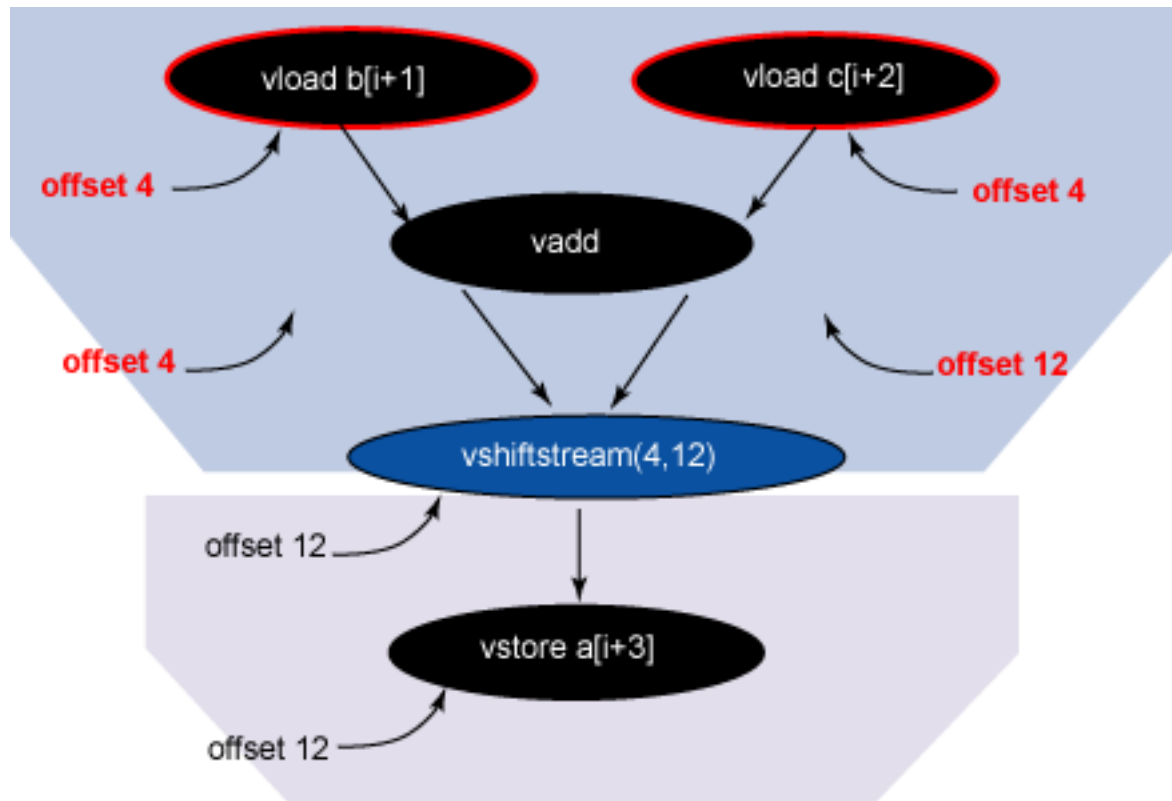 vload b[i+1]
vload c[i+2]
offset 4
offset 4
vadd
offset 4
offset 12
vshiftstream(4,12)
offset 12
vstore a[i+3]
offset 12